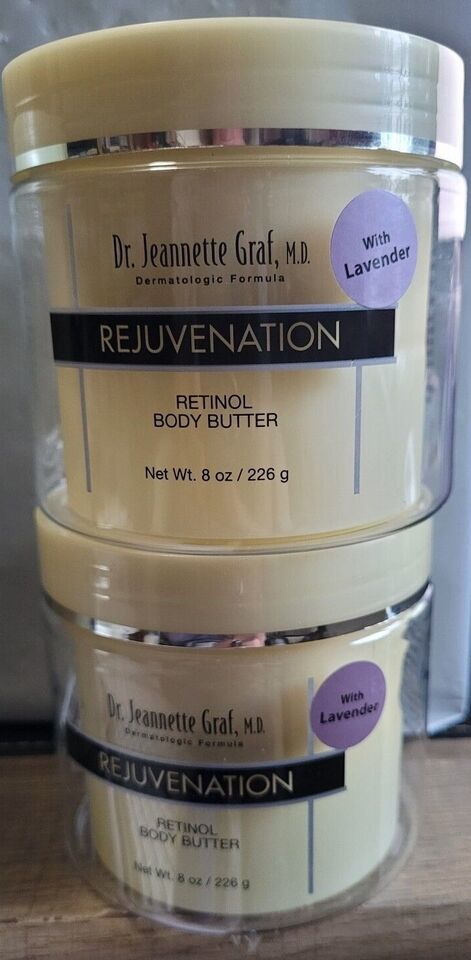 Dr. Jeannette Graf, M.D.
Dermatologic Formula
With
Lavender
REJUVENATION
RETINOL
BODY BUTTER
Net Wt. 8 oz / 226 g
Dr. Jeannette Graf, M.D.
Dermatologic Formula
With
Lavender
REJUVENATION
RETINOL
BODY BUTTER
Net Wt. 8 oz / 226 g